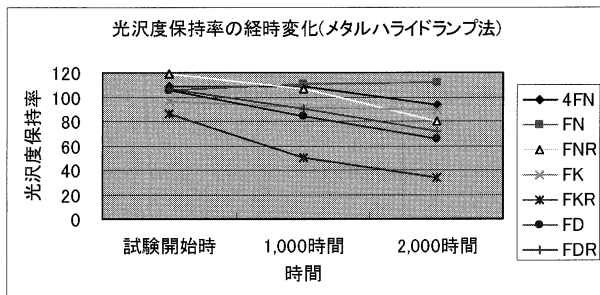 光沢度保持率の経時変化(メタルハライドランプ法)
光沢度保持率
120
100
80
60
40
20
0
試験開始時
1,000時間
2,000時間
時間
4FN
FN
FNR
FK
FKR
FD
FDR